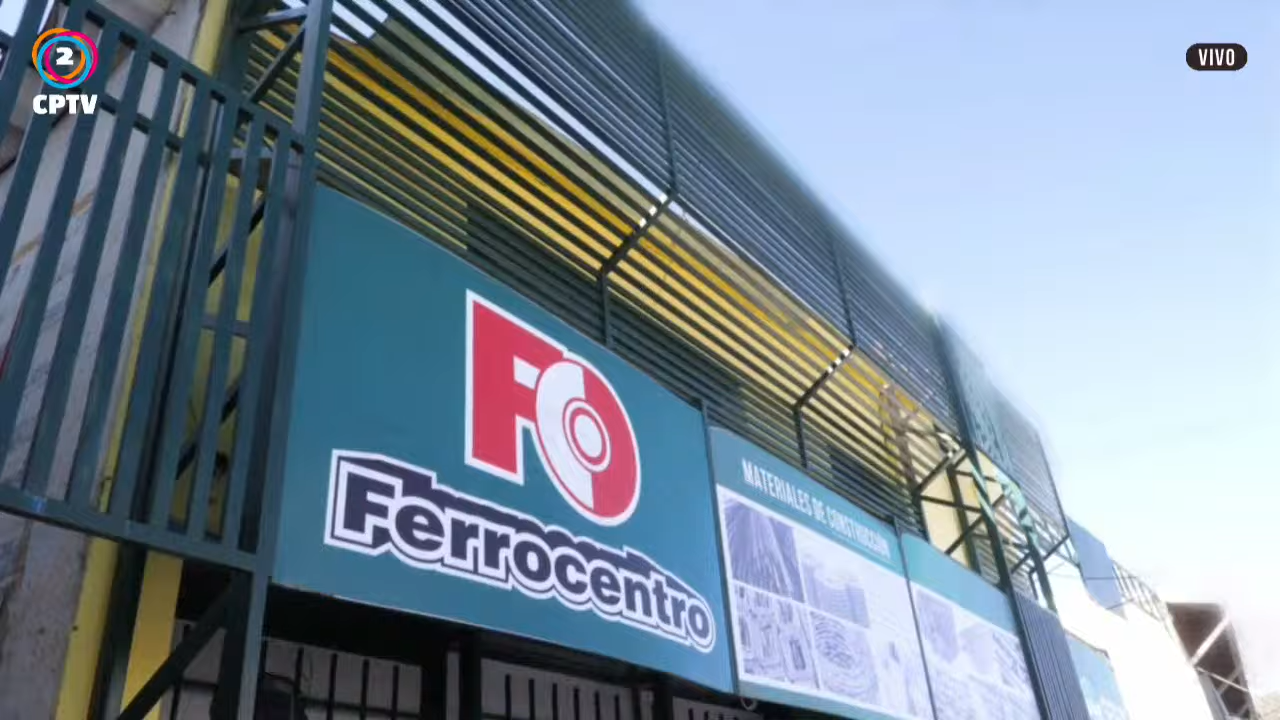 2
CPTV
VIVO
FC
Ferrocentro
MATERIALES DE CONSTRUCCIÓN